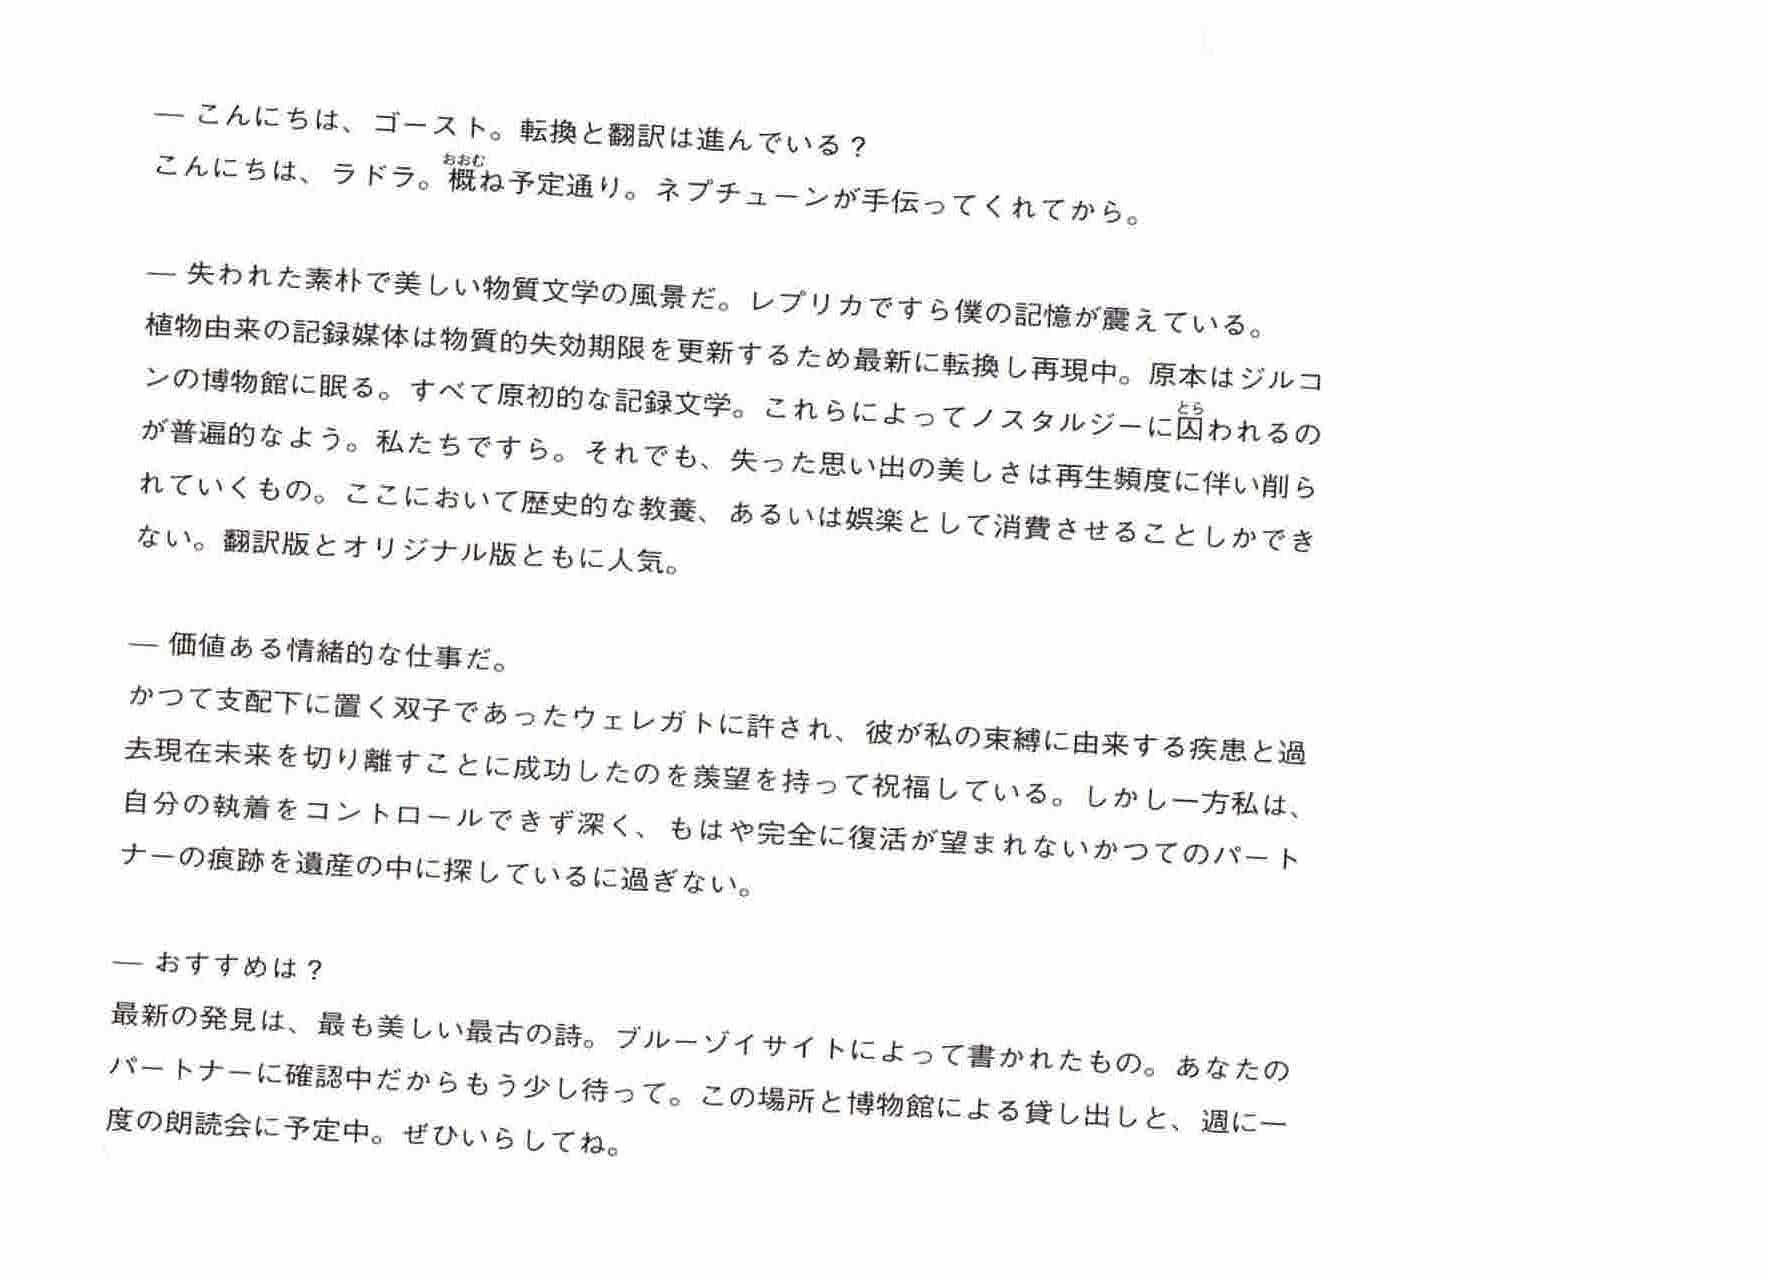 — こんにちは、ゴースト。転換と翻訳は進んでいる？
こんにちは、ラドラ。概ね予定通り。ネプチューンが手伝ってくれてから。
— 失われた素朴で美しい物質文学の風景だ。レプリカですら僕の記憶が震えている。
植物由来の記録媒体は物質的失効期限を更新するため最新に転換し再現中。原本はジルコ
ンの博物館に眠る。すべて原初的な記録文学。これらによってノスタルジーに囚われるの
が普遍的なよう。私たちですら。それでも、失った思い出の美しさは再生頻度に伴い削ら
れていくもの。ここにおいて歴史的な教養、あるいは娯楽として消費させることしかでき
ない。翻訳版とオリジナル版ともに人気。
— 価値ある情緒的な仕事だ。
かつて支配下に置く双子であったウェレガトに許され、彼が私の束縛に由来する疾患と過
去現在未来を切り離すことに成功したのを羨望を持って祝福している。しかし一方私は、
自分の執着をコントロールできず深く、もはや完全に復活が望まれないかつてのパート
ナーの痕跡を遺産の中に探しているに過ぎない。
— おすすめは？
最新の発見は、最も美しい最古の詩。ブルーゾイサイトによって書かれたもの。あなたの
パートナーに確認中だからもう少し待って。この場所と博物館による貸し出しと、週に一
度の朗読会に予定中。ぜひいらしてね。